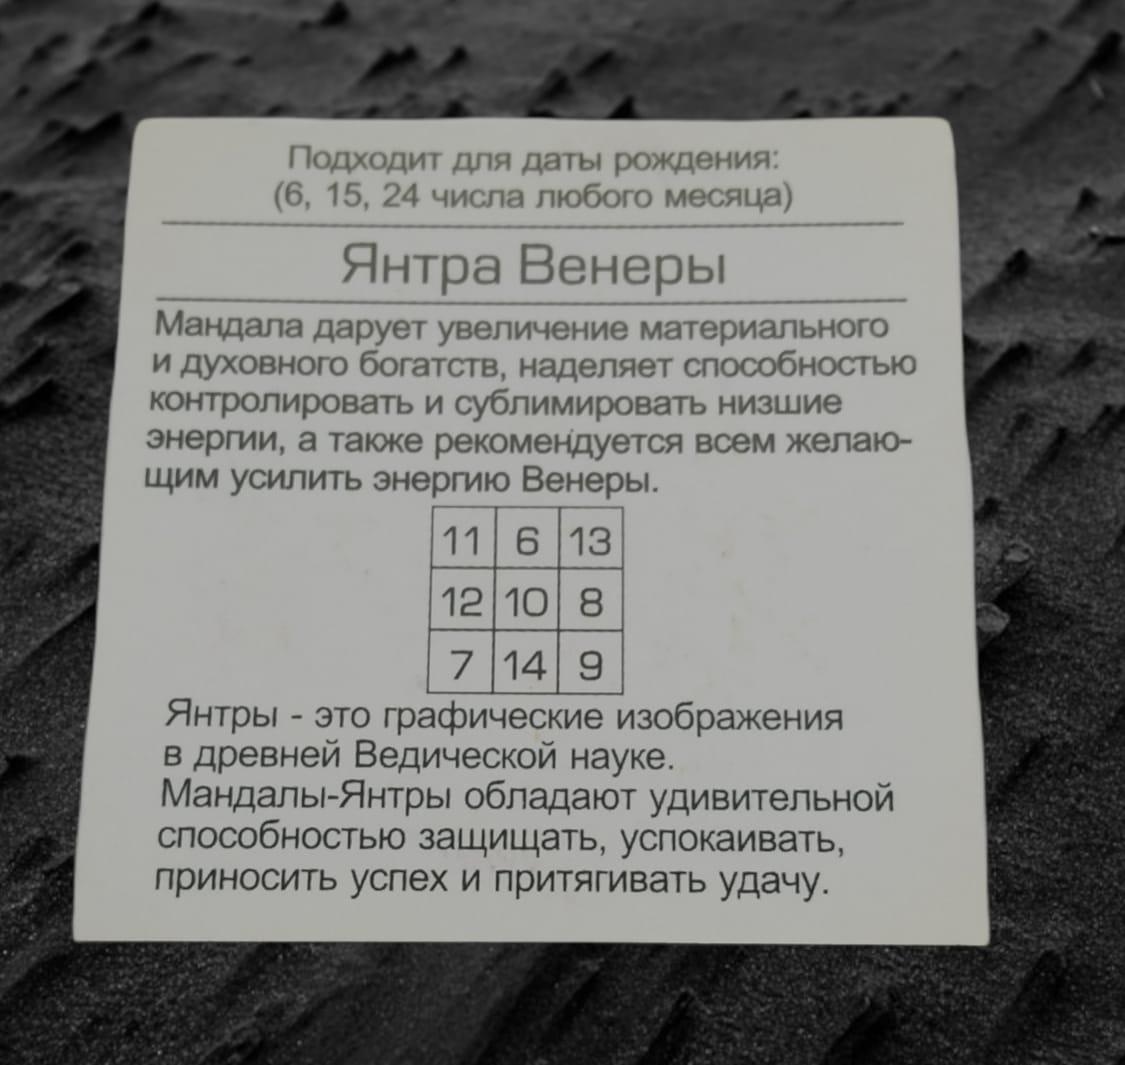 Подходит для даты рождения:
(6, 15, 24 числа любого месяца)
Янтра Венеры
Мандала дарует увеличение материального
и духовного богатств, наделяет способностью
контролировать и сублимировать низшие
энергии, а также рекомендуется всем желаю-
щим усилить энергию Венеры.
11 6 13
12 10 8
7 14 9
Янтры - это графические изображения
в древней Ведической науке.
Мандалы-Янтры обладают удивительной
способностью защищать, успокаивать,
приносить успех и притягивать удачу.